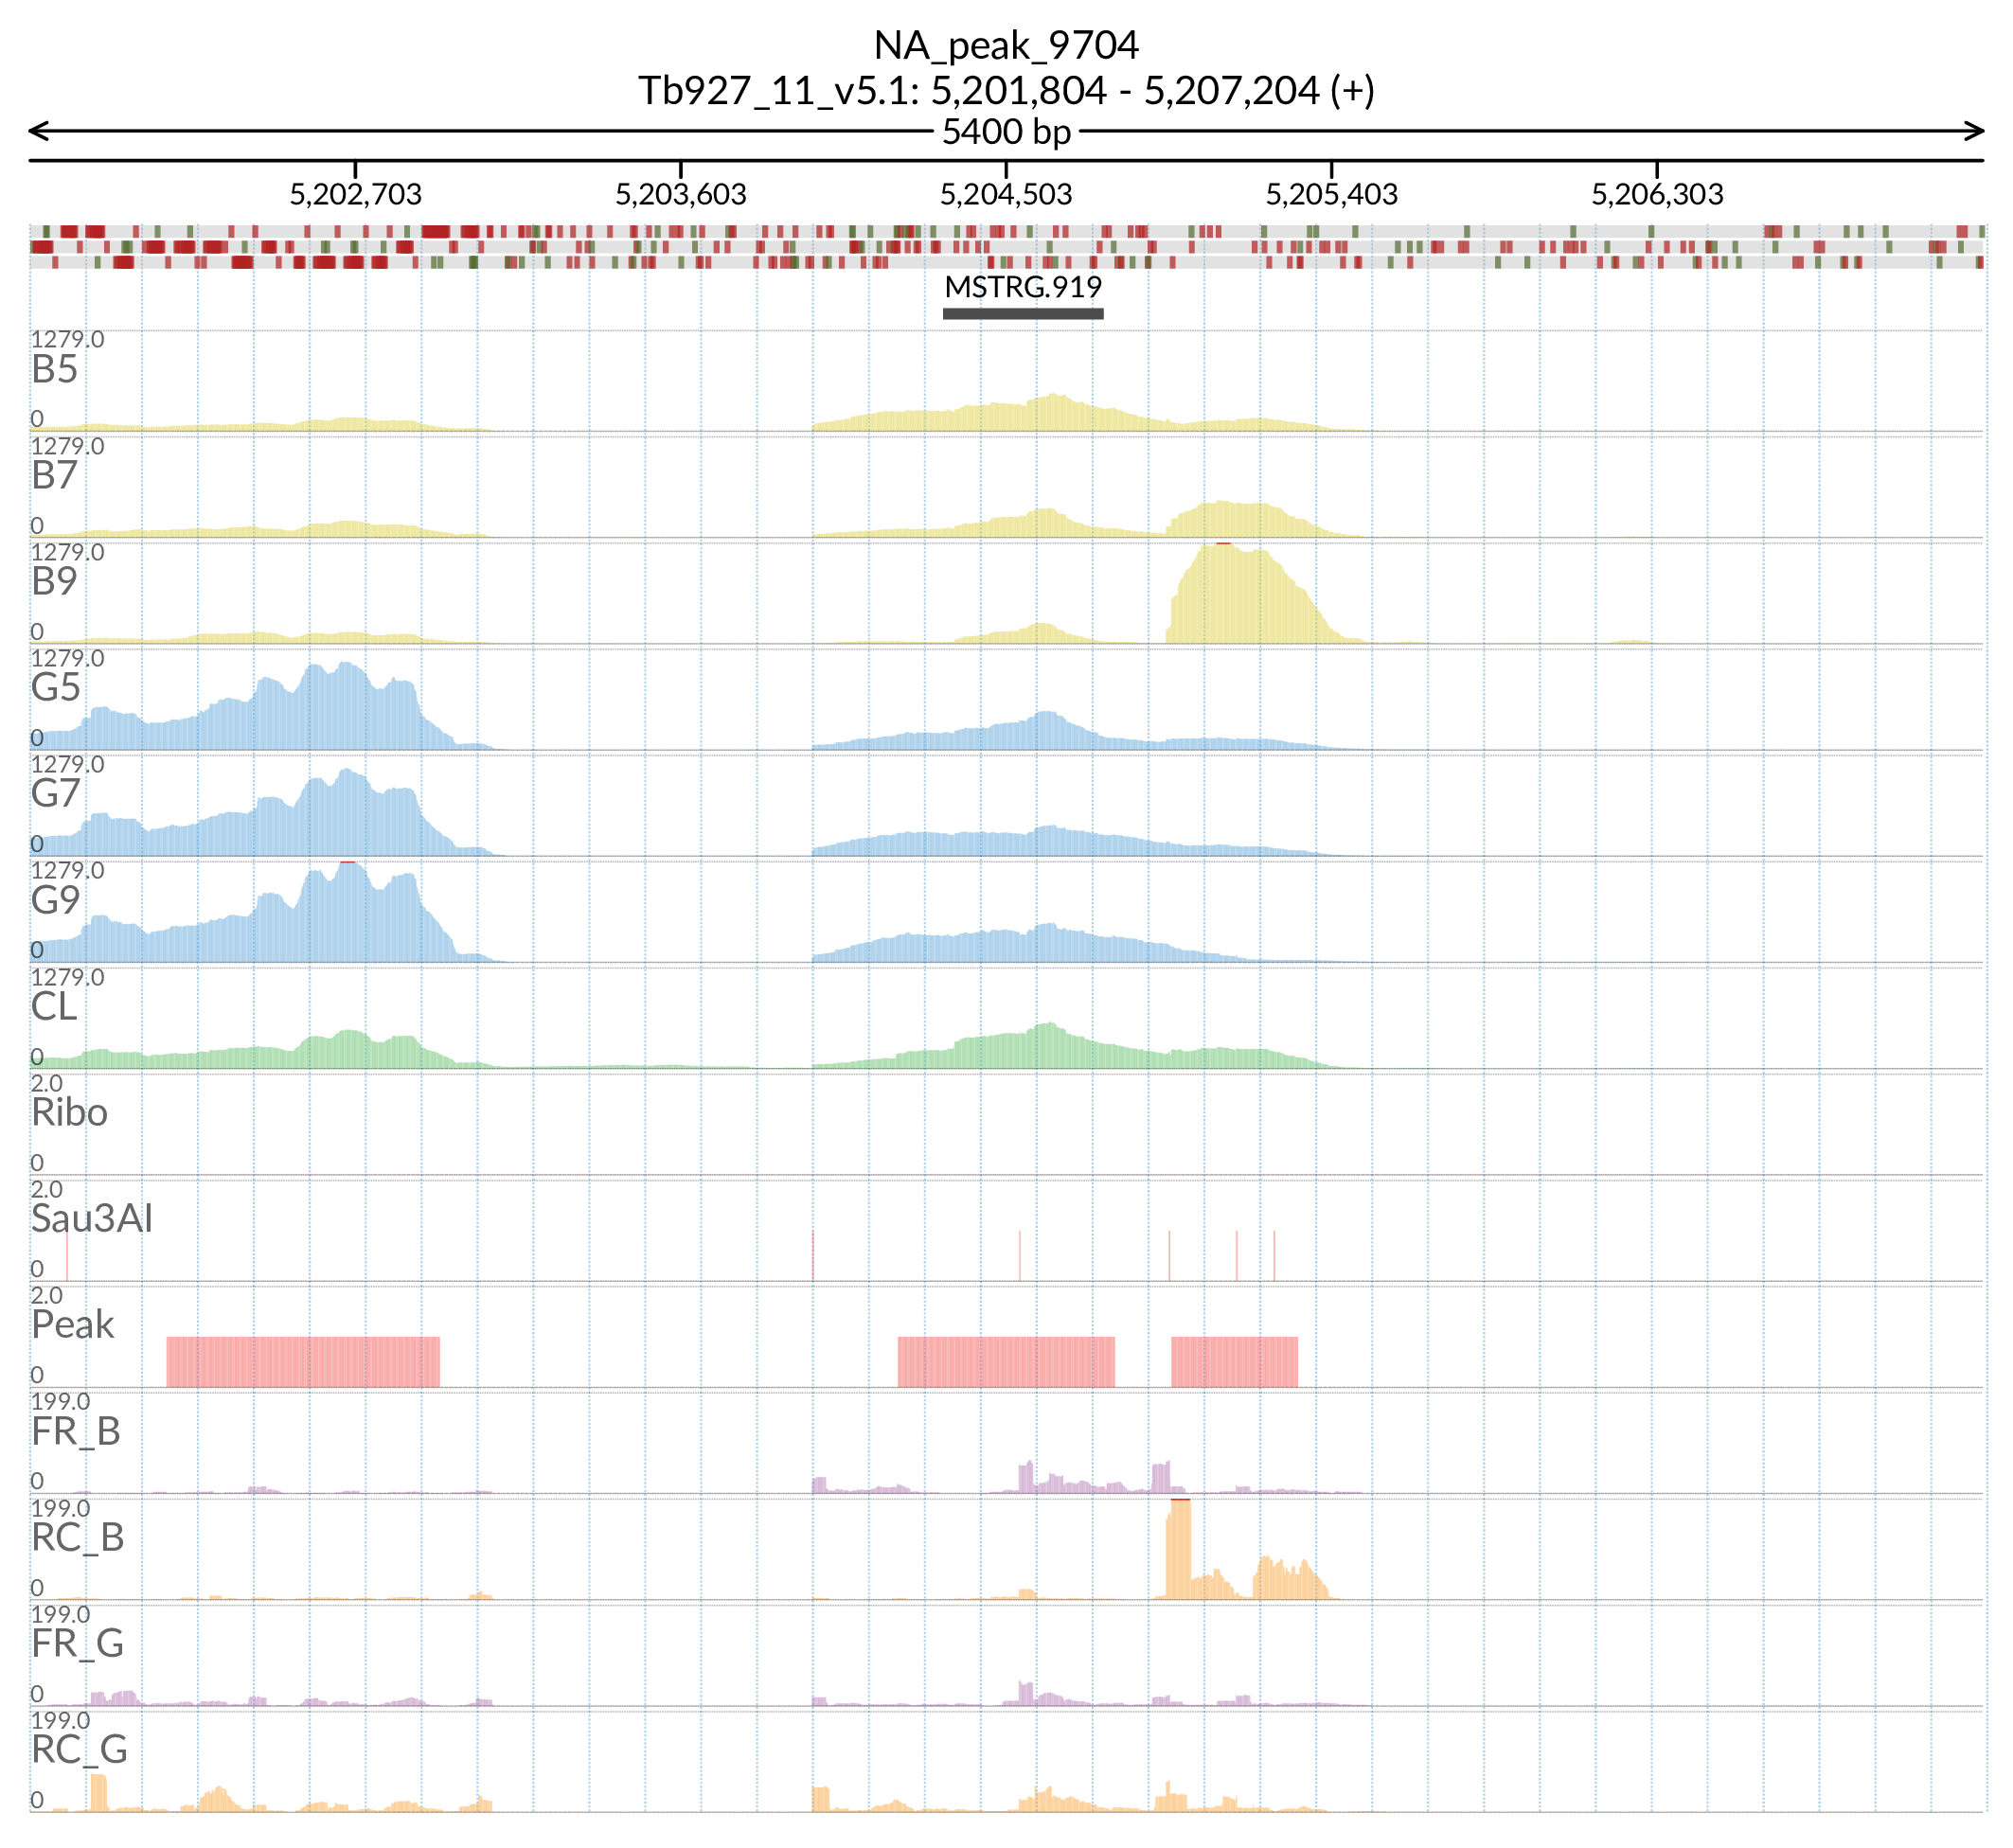 NA_peak_9704
Tb927_11_v5.1: 5,201,804 - 5,207,204 (+)
5400 bp
5,202,703 5,203,603 5,204,503 5,205,403 5,206,303
MSTRG.919
1279.0
B5
0
1279.0
B7
0
1279.0
B9
0
1279.0
G5
0
1279.0
G7
0
1279.0
G9
0
1279.0
CL
0
2.0
Ribo
0
2.0
Sau3AI
0
2.0
Peak
0
199.0
FR_B
0
199.0
RC_B
0
199.0
FR_G
0
199.0
RC_G
0